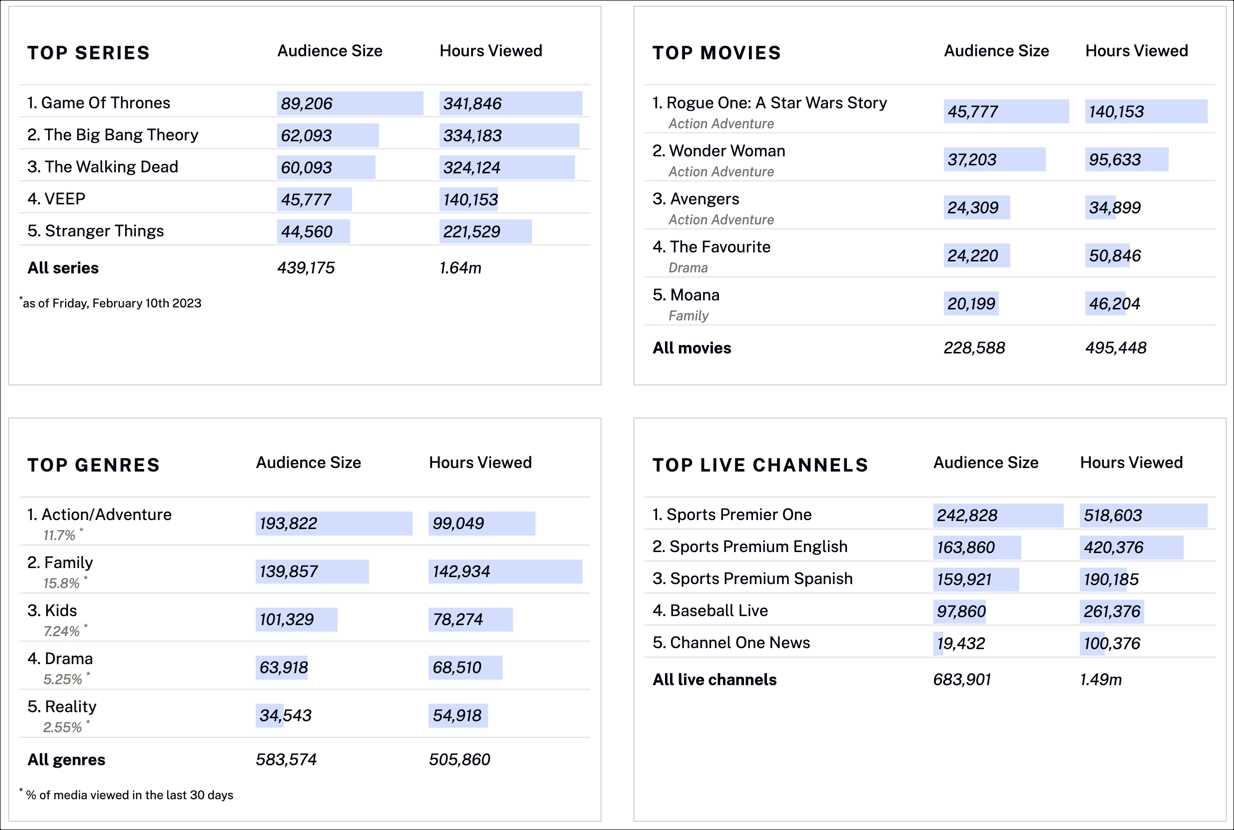 TOP SERIES Audience Size Hours Viewed
1. Game Of Thrones 89,206 341,846
2. The Big Bang Theory 62,093 334,183
3. The Walking Dead 60,093 324,124
4. VEEP 45,777 140,153
5. Stranger Things 44,560 221,529
All series 439,175 1.64m
*as of Friday, February 10th 2023
TOP MOVIES Audience Size Hours Viewed
1. Rogue One: A Star Wars Story 45,777 140,153
Action Adventure
2. Wonder Woman 37,203 95,633
Action Adventure
3. Avengers 24,309 34,899
Action Adventure
4. The Favourite 24,220 50,846
Drama
5. Moana 20,199 46,204
Family
All movies 228,588 495,448
TOP GENRES Audience Size Hours Viewed
1. Action/Adventure 193,822 99,049
11.7% *
2. Family 139,857 142,934
15.8% *
3. Kids 101,329 78,274
7.24% *
4. Drama 63,918 68,510
5.25% *
5. Reality 34,543 54,918
2.55% *
All genres 583,574 505,860
* % of media viewed in the last 30 days
TOP LIVE CHANNELS Audience Size Hours Viewed
1. Sports Premier One 242,828 518,603
2. Sports Premium English 163,860 420,376
3. Sports Premium Spanish 159,921 190,185
4. Baseball Live 97,860 261,376
5. Channel One News 19,432 100,376
All live channels 683,901 1.49m